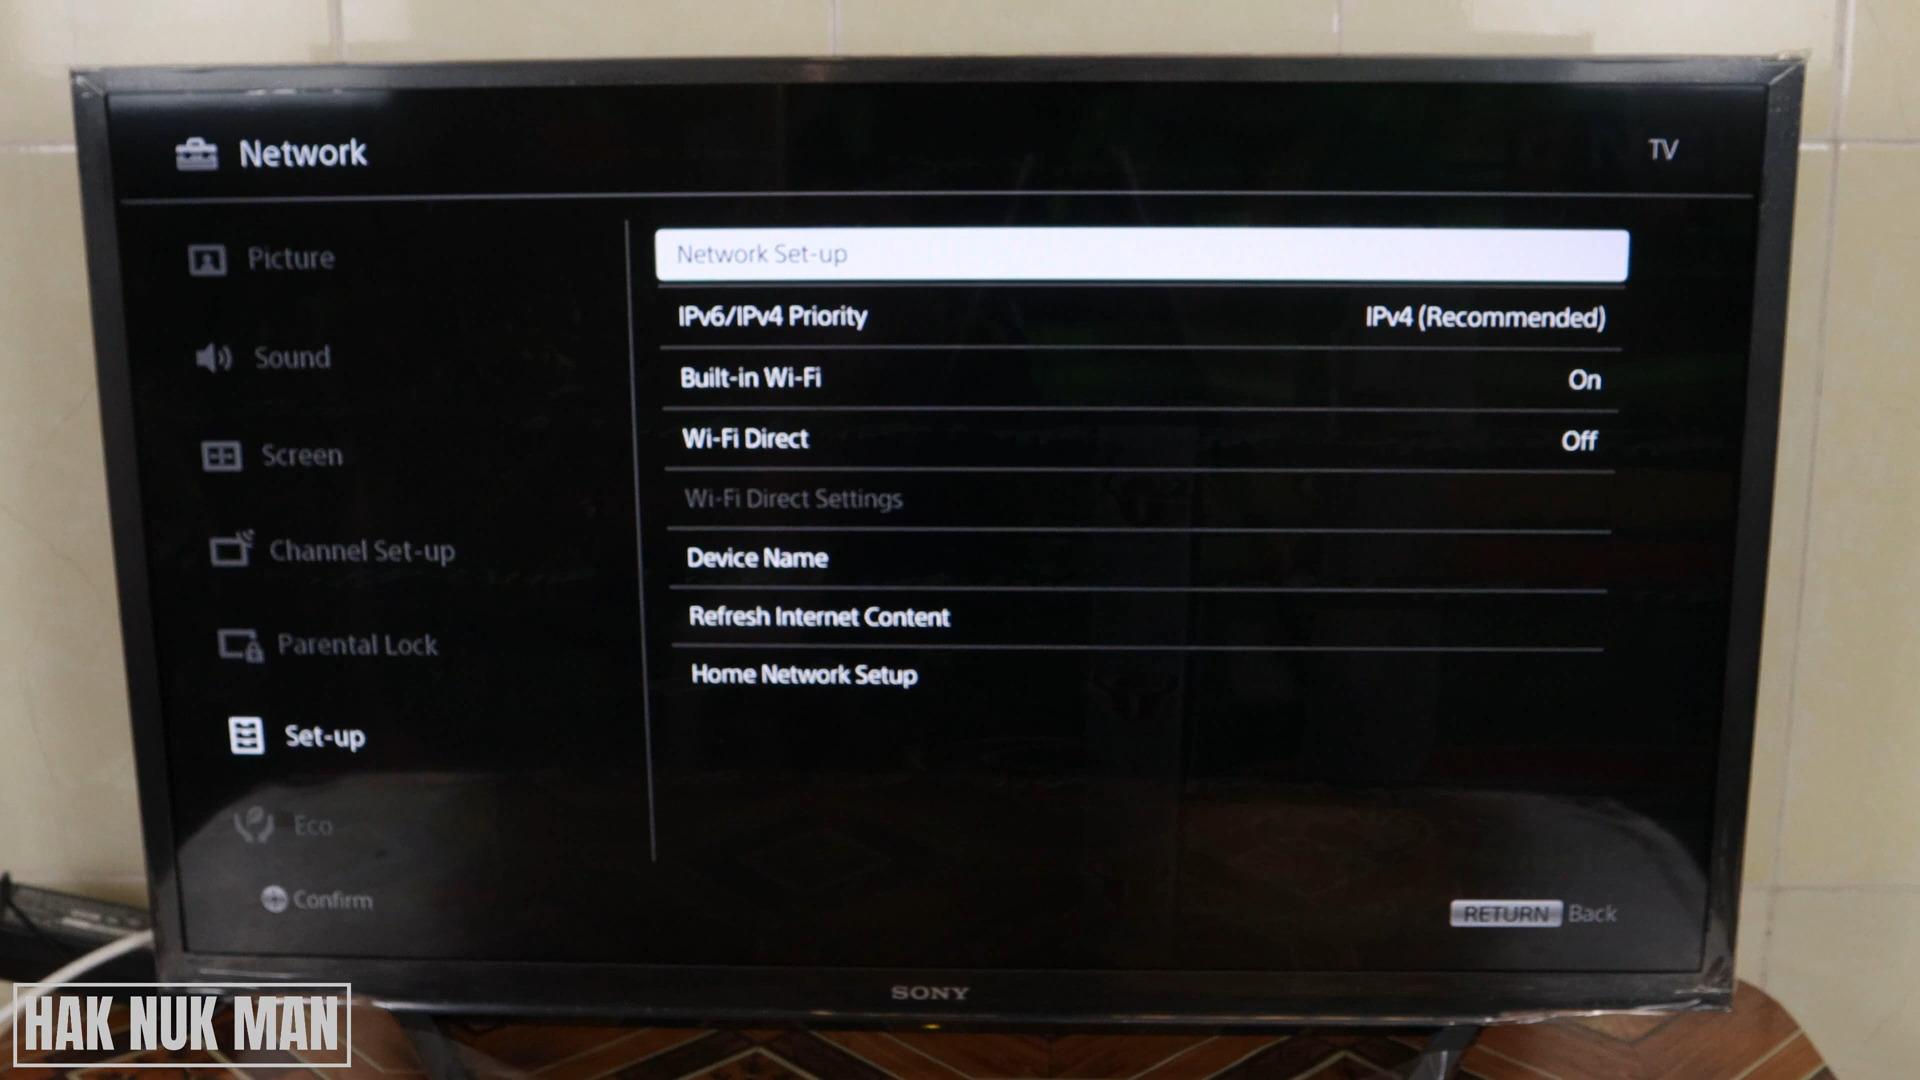 Network
TV
Picture
Sound
Screen
Channel Set-up
Parental Lock
Set-up
Eco
Confirm
Network Set-up
IPv6/IPv4 Priority IPv4 (Recommended)
Built-in Wi-Fi On
Wi-Fi Direct Off
Wi-Fi Direct Settings
Device Name
Refresh Internet Content
Home Network Setup
RETURN Back
SONY
HAK NUK MAN